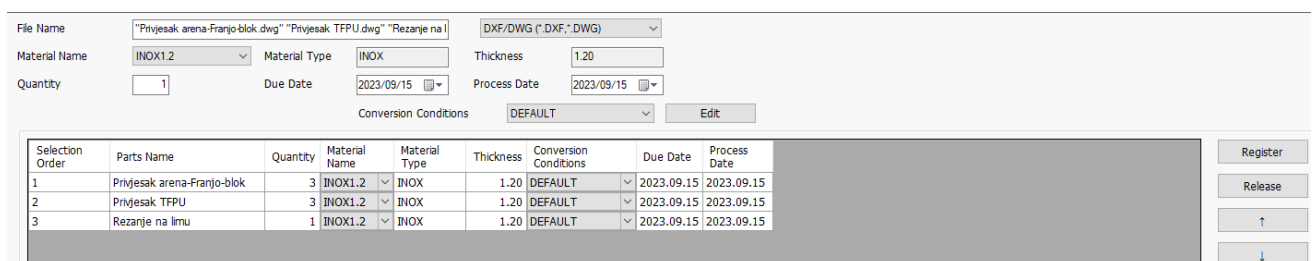 File Name "Privjesak arena-Franjo-blok.dwg" "Privjesak TFPU.dwg" "Rezanje na l DXF/DWG (*.DXF,*.DWG)
Material Name INOX1.2 Material Type INOX Thickness 1.20
Quantity 1 Due Date 2023/09/15 Process Date 2023/09/15
Conversion Conditions DEFAULT Edit
Selection Order Parts Name Quantity Material Name Material Type Thickness Conversion Conditions Due Date Process Date
1 Privjesak arena-Franjo-blok 3 INOX1.2 INOX 1.20 DEFAULT 2023.09.15 2023.09.15
2 Privjesak TFPU 3 INOX1.2 INOX 1.20 DEFAULT 2023.09.15 2023.09.15
3 Rezanje na limu 1 INOX1.2 INOX 1.20 DEFAULT 2023.09.15 2023.09.15
Register
Release
↑
↓